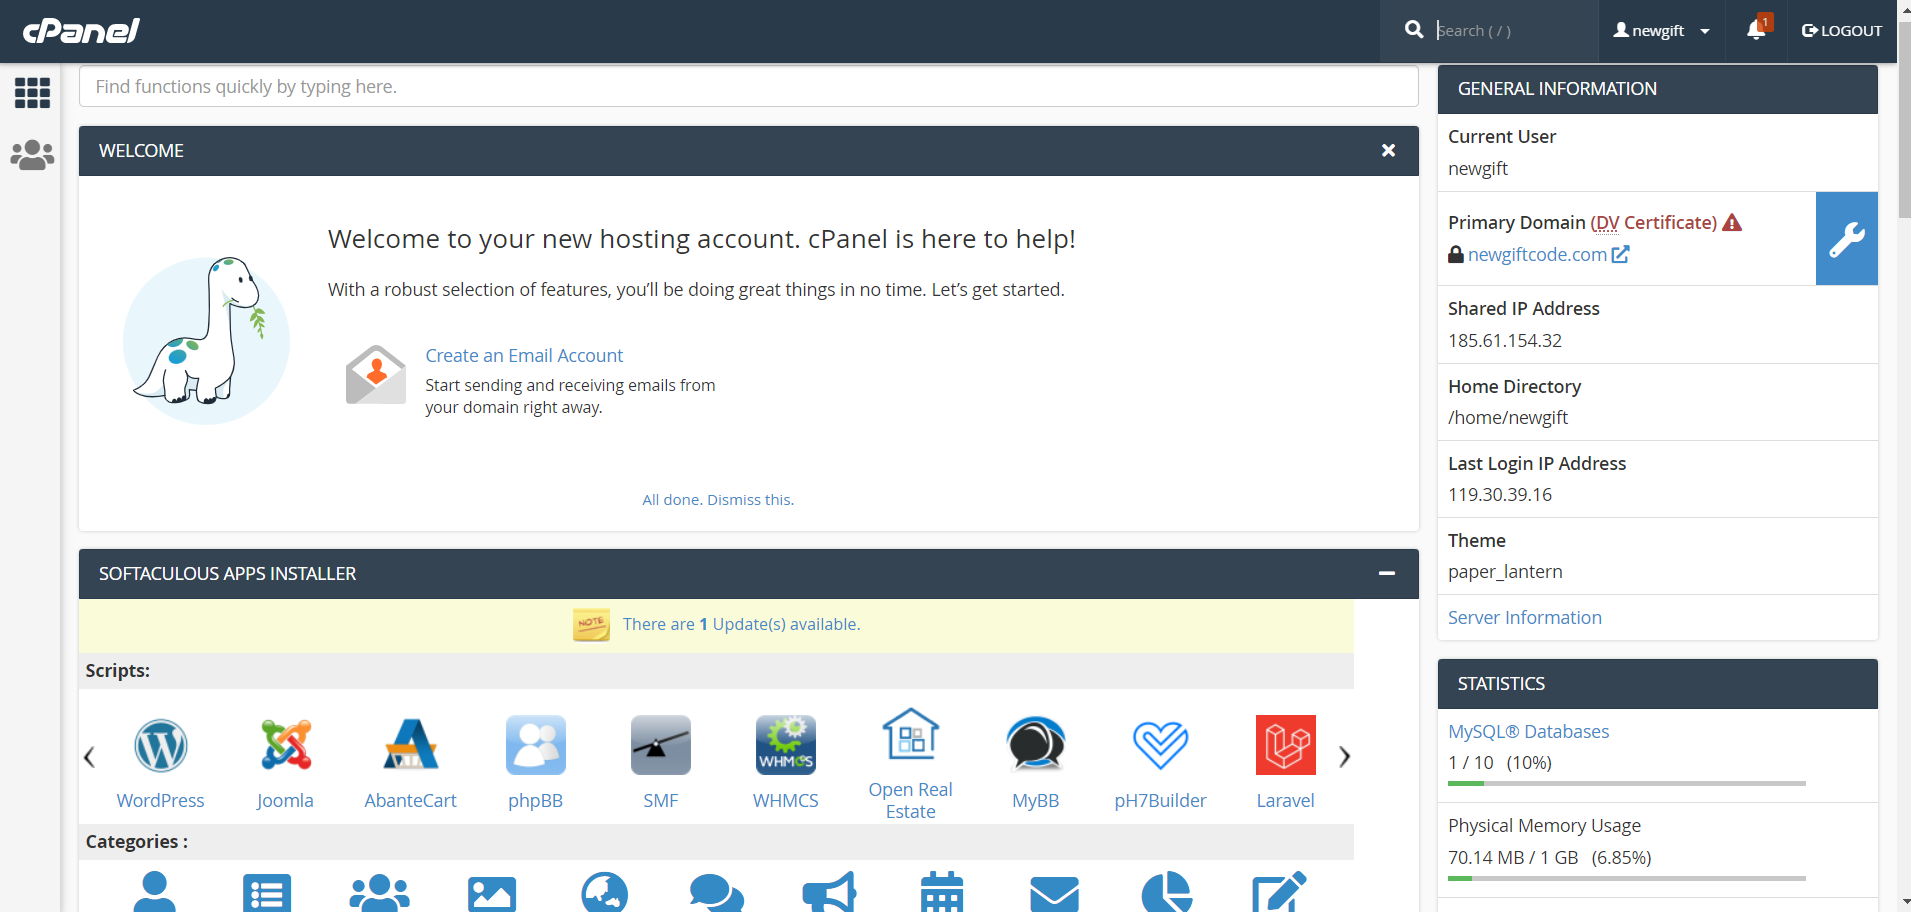 cPanel
Search ( / )
newgift
1
LOGOUT
Find functions quickly by typing here.
WELCOME
Welcome to your new hosting account. cPanel is here to help!
With a robust selection of features, you’ll be doing great things in no time. Let’s get started.
Create an Email Account
Start sending and receiving emails from
your domain right away.
All done. Dismiss this.
SOFTACULOUS APPS INSTALLER
NOTE
There are 1 Update(s) available.
Scripts:
WHMCS
WordPress
Joomla
AbanteCart
phpBB
SMF
WHMCS
Open Real
Estate
MyBB
pH7Builder
Laravel
Categories :
GENERAL INFORMATION
Current User
newgift
Primary Domain (DV Certificate)
newgiftcode.com
Shared IP Address
185.61.154.32
Home Directory
/home/newgift
Last Login IP Address
119.30.39.16
Theme
paper_lantern
Server Information
STATISTICS
MySQL® Databases
1 / 10 (10%)
Physical Memory Usage
70.14 MB / 1 GB (6.85%)